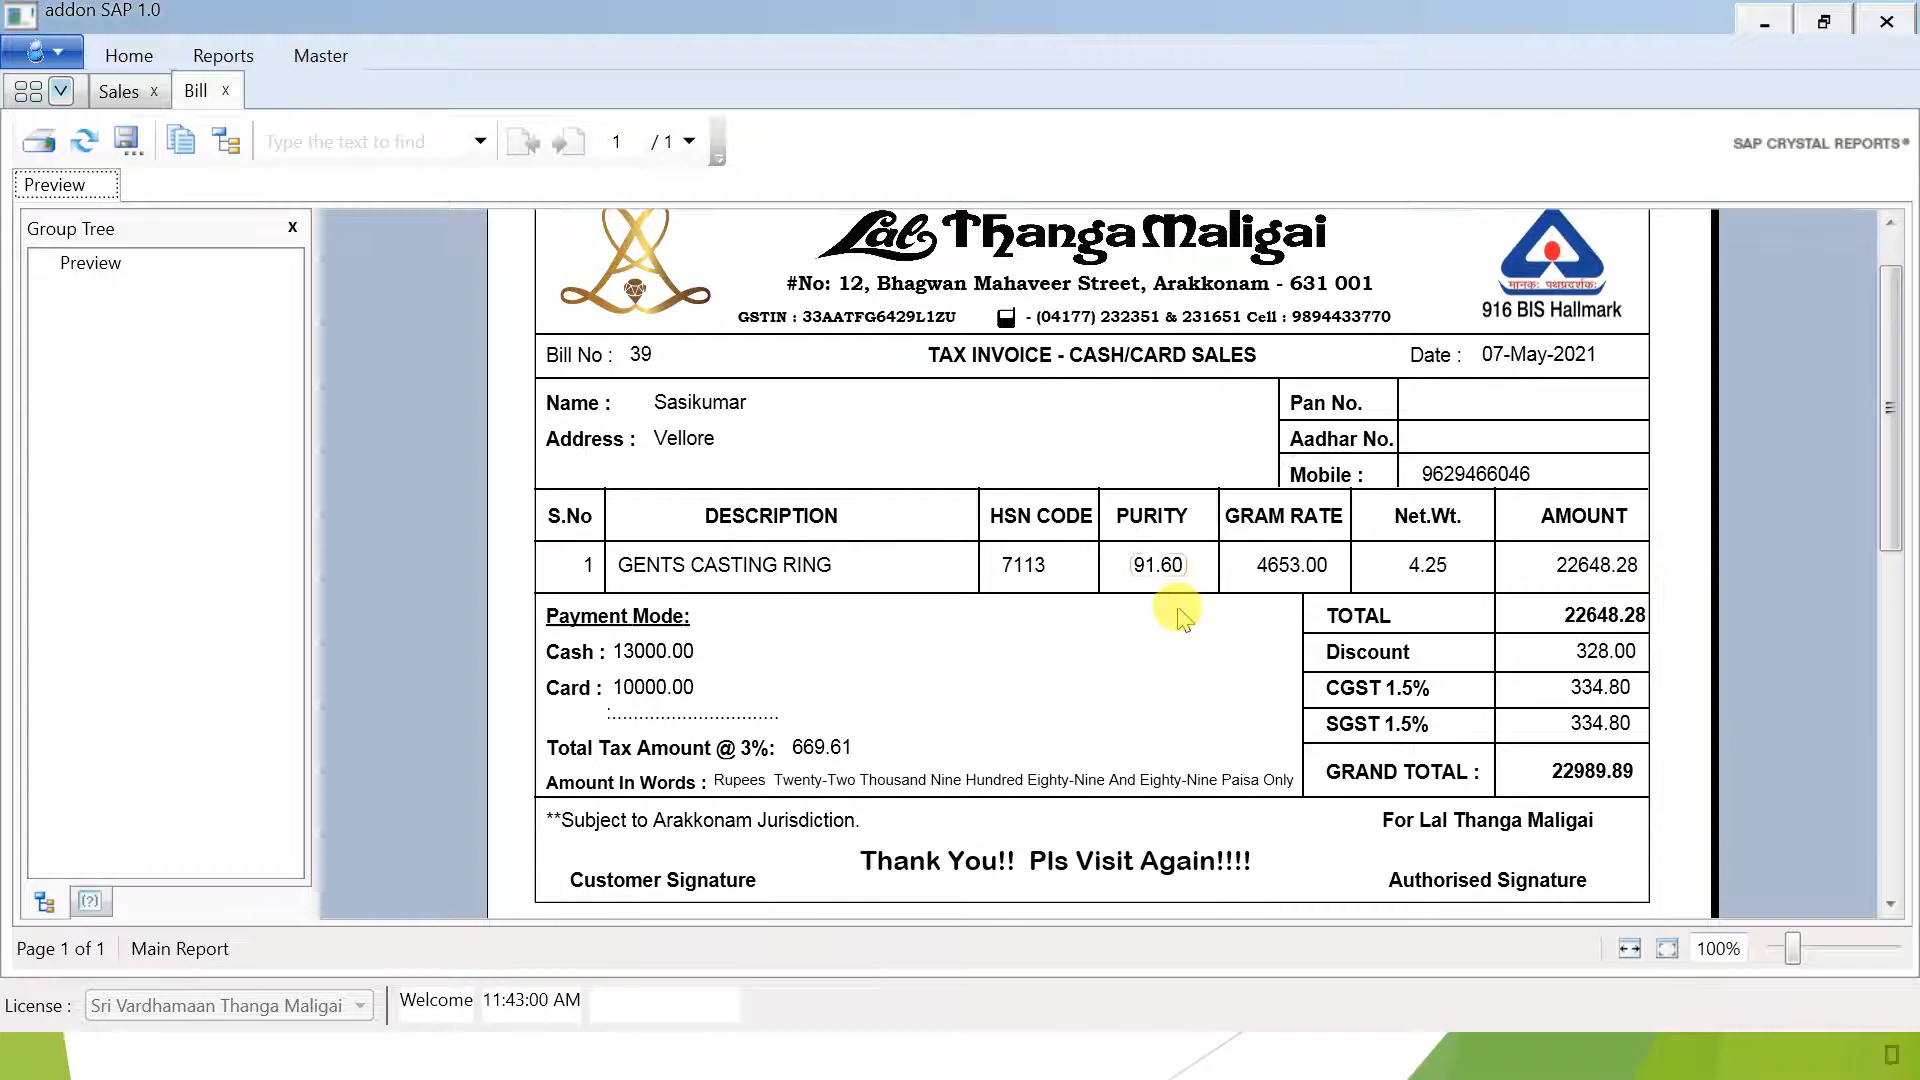 addon SAP 1.0
Home Reports Master
Sales x Bill x
Type the text to find 1 / 1 SAP CRYSTAL REPORTS®
Preview
Group Tree x
Preview
Lal Thanga Maligai
#No: 12, Bhagwan Mahaveer Street, Arakkonam - 631 001
GSTIN : 33AATFG6429L1ZU - (04177) 232351 & 231651 Cell : 9894433770
मानकः पथप्रदर्शकः
916 BIS Hallmark
Bill No : 39 TAX INVOICE - CASH/CARD SALES Date : 07-May-2021
Name : Sasikumar Pan No.
Address : Vellore Aadhar No.
Mobile : 9629466046
S.No DESCRIPTION HSN CODE PURITY GRAM RATE Net.Wt. AMOUNT
1 GENTS CASTING RING 7113 91.60 4653.00 4.25 22648.28
Payment Mode: TOTAL 22648.28
Cash : 13000.00 Discount 328.00
Card : 10000.00 CGST 1.5% 334.80
SGST 1.5% 334.80
Total Tax Amount @ 3%: 669.61
Amount In Words : Rupees Twenty-Two Thousand Nine Hundred Eighty-Nine And Eighty-Nine Paisa Only GRAND TOTAL : 22989.89
**Subject to Arakkonam Jurisdiction. For Lal Thanga Maligai
Thank You!! Pls Visit Again!!!!
Customer Signature Authorised Signature
Page 1 of 1 Main Report 100%
License : Sri Vardhamaan Thanga Maligai Welcome 11:43:00 AM